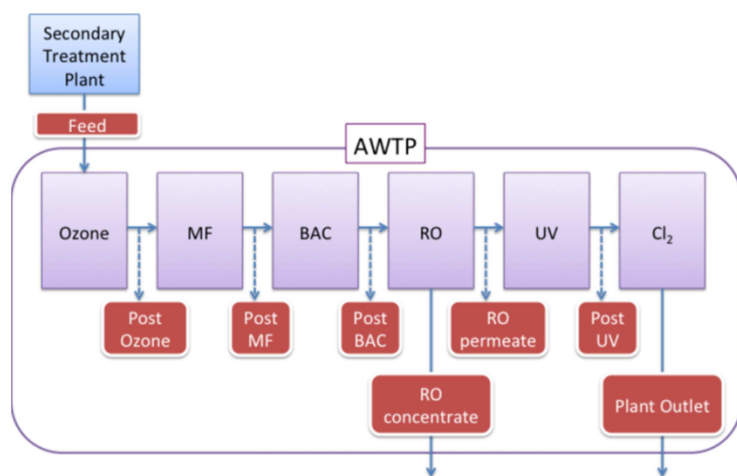 Secondary
Treatment
Plant
Feed
AWTP
Ozone
MF
BAC
RO
UV
Cl₂
Post
Ozone
Post
MF
Post
BAC
RO
permeate
Post
UV
RO
concentrate
Plant Outlet